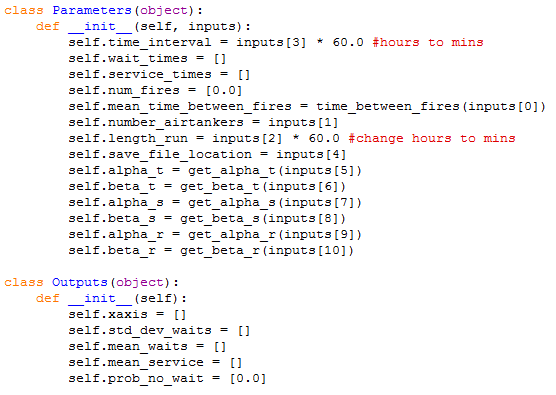 class Parameters(object):
    def __init__(self, inputs):
        self.time_interval = inputs[3] * 60.0 #hours to mins
        self.wait_times = []
        self.service_times = []
        self.num_fires = [0.0]
        self.mean_time_between_fires = time_between_fires(inputs[0])
        self.number_airtankers = inputs[1]
        self.length_run = inputs[2] * 60.0 #change hours to mins
        self.save_file_location = inputs[4]
        self.alpha_t = get_alpha_t(inputs[5])
        self.beta_t = get_beta_t(inputs[6])
        self.alpha_s = get_alpha_s(inputs[7])
        self.beta_s = get_beta_s(inputs[8])
        self.alpha_r = get_alpha_r(inputs[9])
        self.beta_r = get_beta_r(inputs[10])

class Outputs(object):
    def __init__(self):
        self.xaxis = []
        self.std_dev_waits = []
        self.mean_waits = []
        self.mean_service = []
        self.prob_no_wait = [0.0]